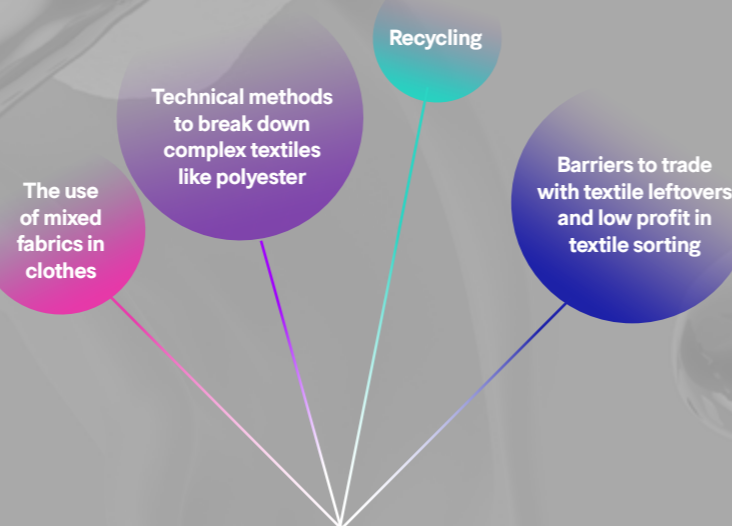 Recycling
Technical methods
to break down
complex textiles
like polyester
Barriers to trade
with textile leftovers
and low profit in
textile sorting
The use
of mixed
fabrics in
clothes